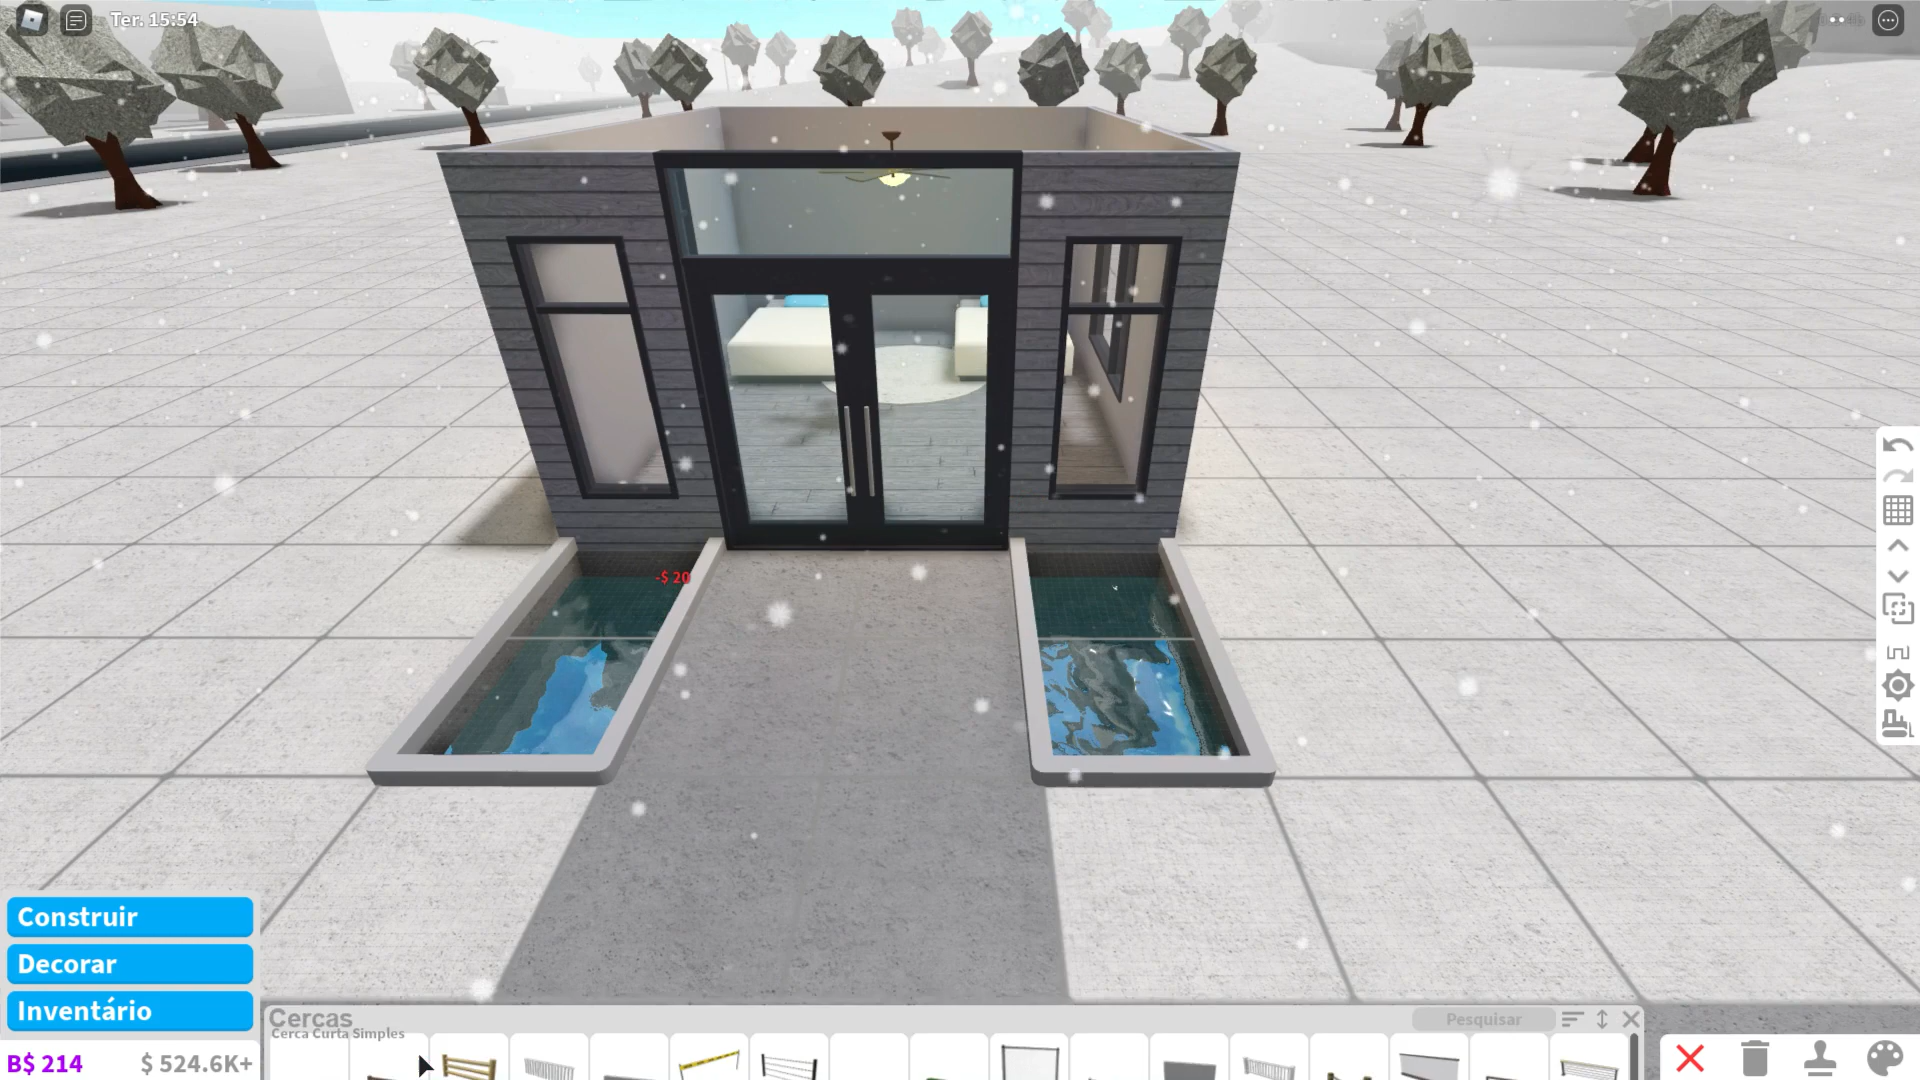 Ter. 15:54
-$ 20
Construir
Decorar
Inventário
B$ 214
$ 524.6K+
Cercas
Cerca Curta Simples
Pesquisar